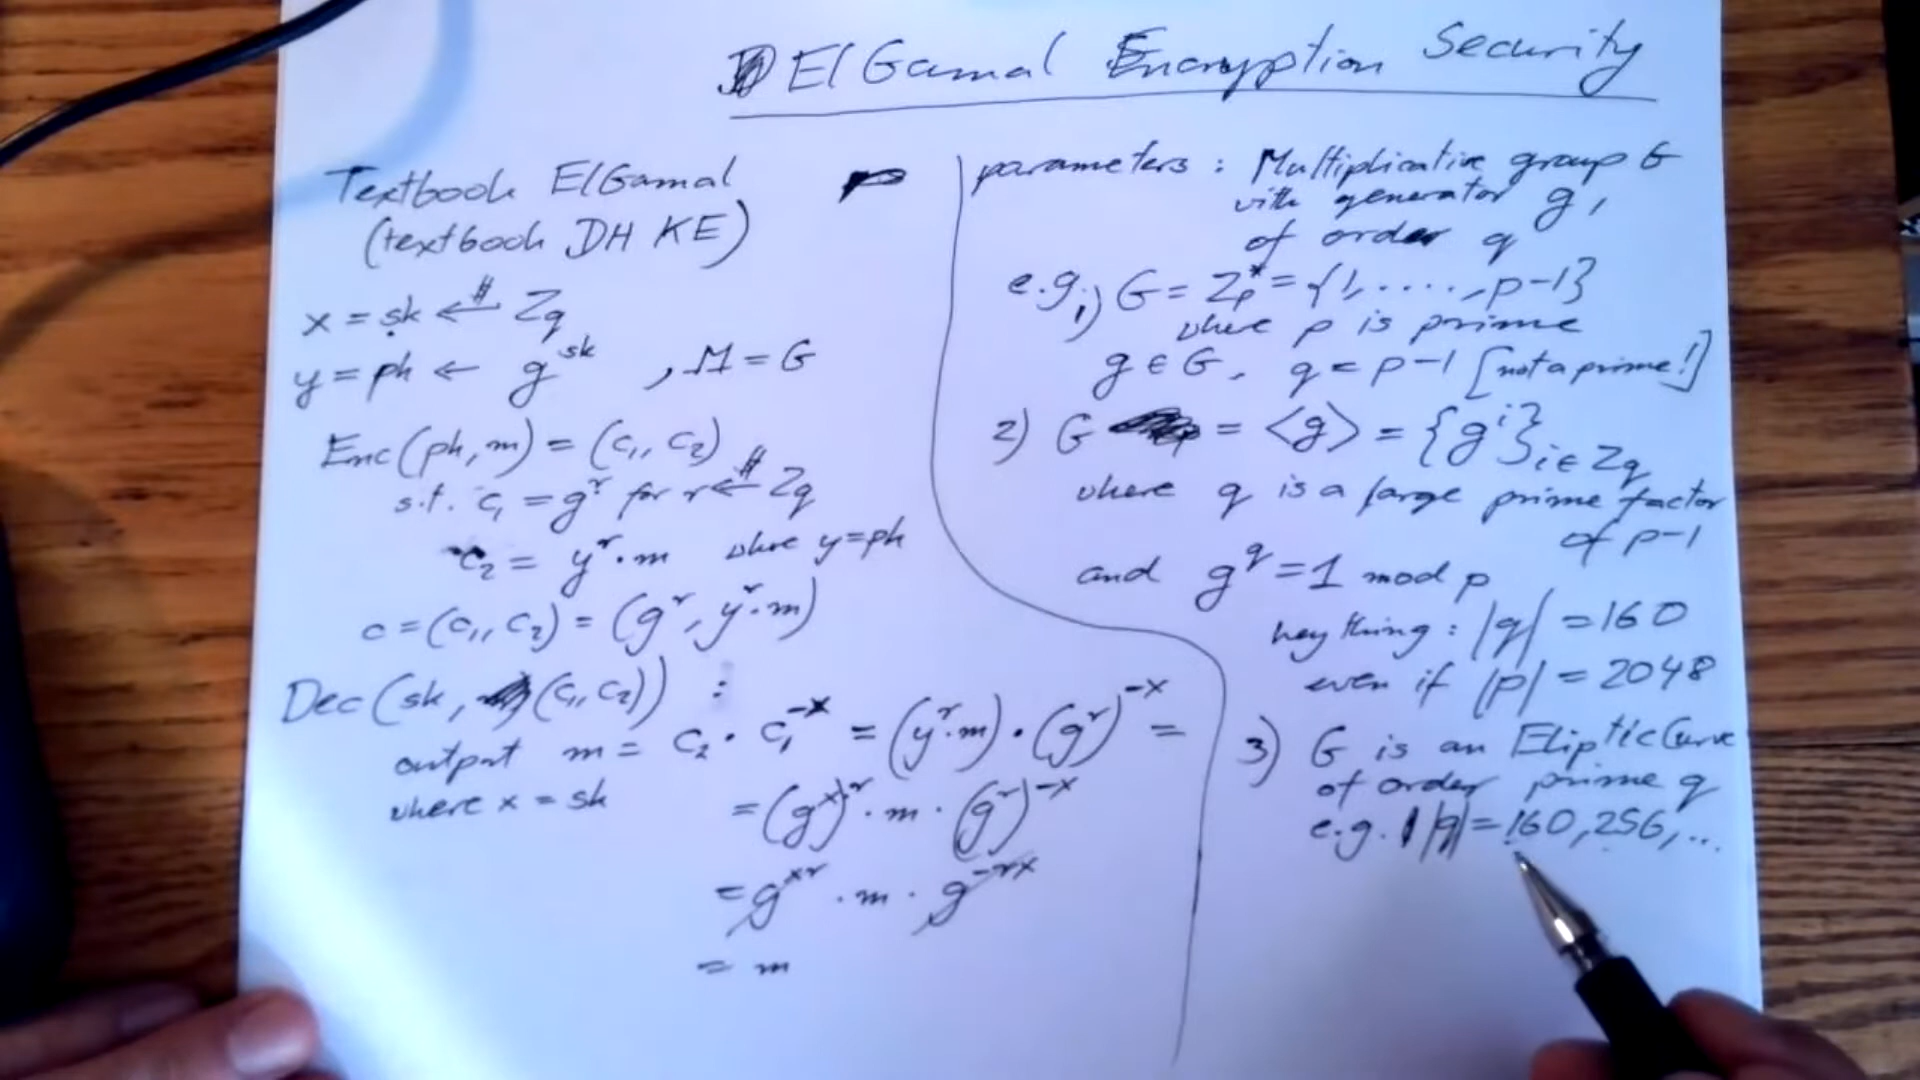 ElGamal Encryption Security
Textbook ElGamal
(textbook DH KE)
x = sk ←$ Zq
y = pk ← g^sk , M = G
Enc(pk, m) = (c₁, c₂)
s.t. c₁ = g^r for r ←$ Zq
c₂ = y^r · m where y = pk
c = (c₁, c₂) = (g^r, y^r · m)
Dec(sk, (c₁, c₂)) :
output m = c₂ · c₁^-x = (y^r · m) · (g^r)^-x =
where x = sk
= (g^x)^r · m · (g^r)^-x
= g^xr · m · g^-rx
= m
parameters : Multiplicative group G
with generator g,
of order q
e.g. 1) G = Zp* = {1, ...., p-1}
where p is prime
g ∈ G, q = p-1 [not a prime!]
2) G = <g> = {g^i}i∈Zq
where q is a large prime factor
of p-1
and g^q = 1 mod p
key thing : |q| = 160
even if |p| = 2048
3) G is an Eliptic Curve
of order prime q
e.g. |q| = 160, 256, ...